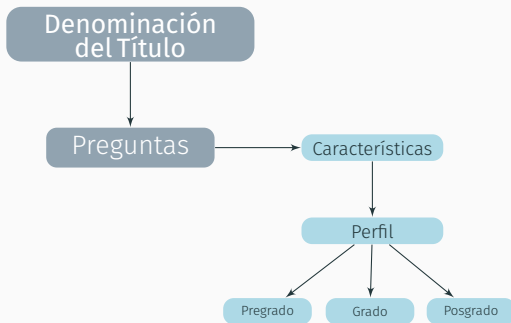 Denominación
del Título
Preguntas
Características
Perfil
Pregrado
Grado
Posgrado